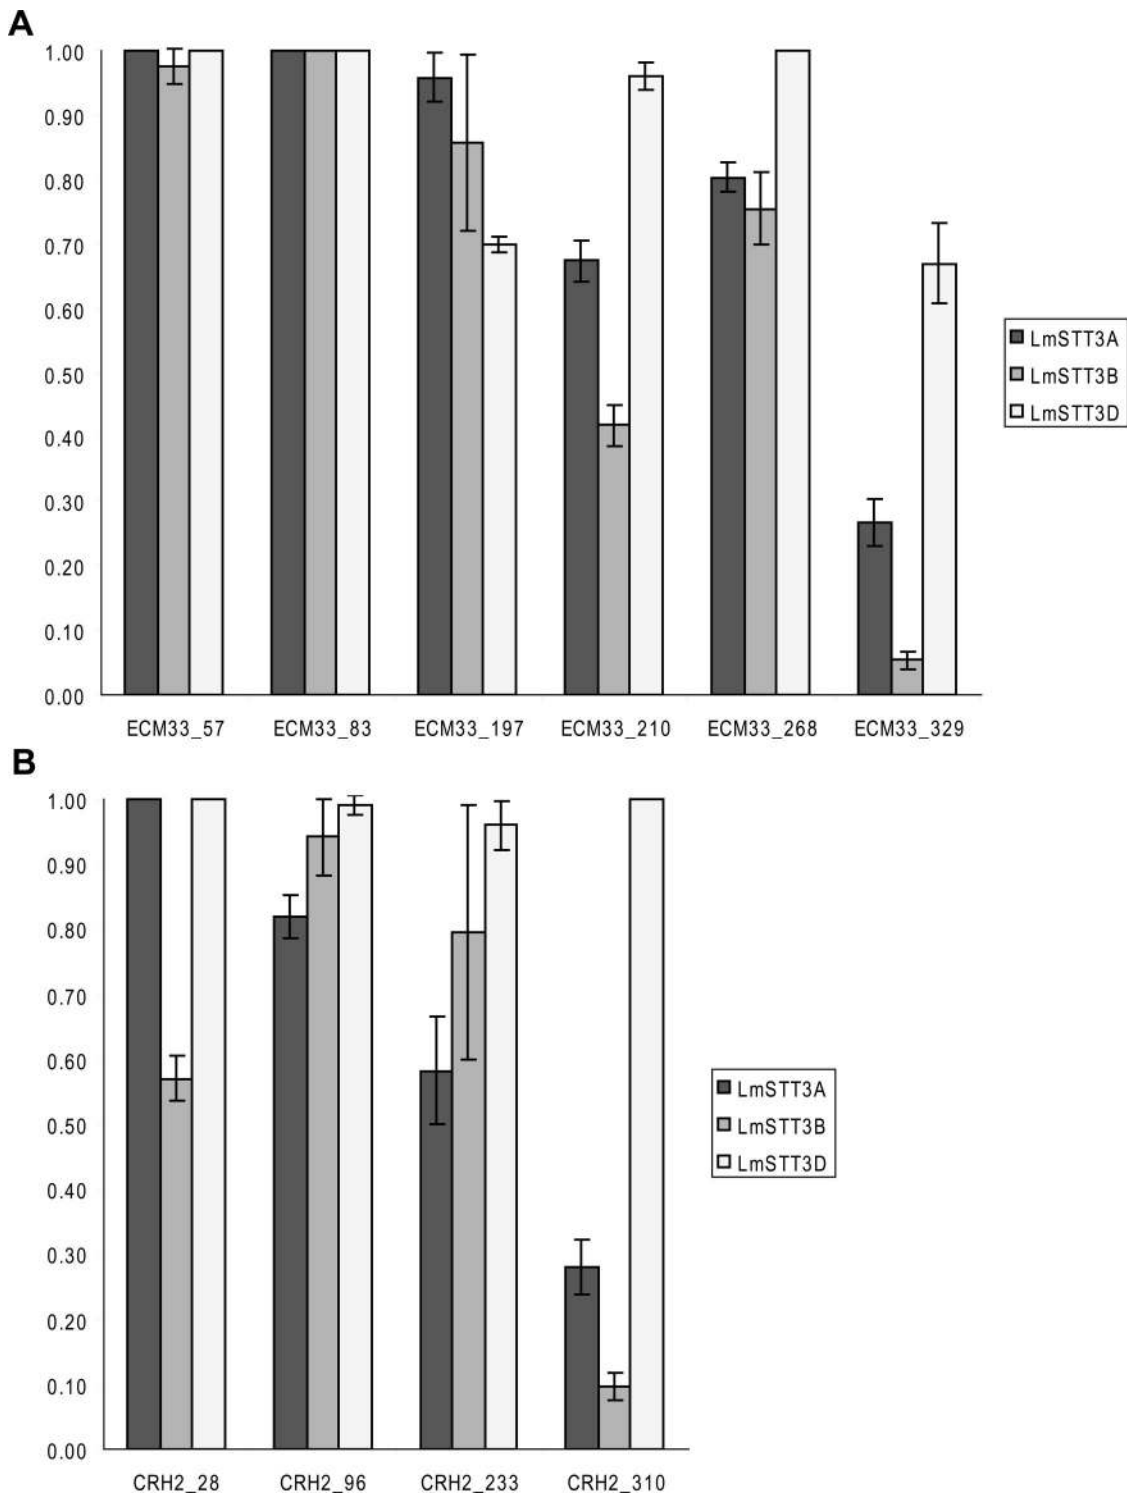 A
1.00
0.90
0.80
0.70
0.60
0.50
0.40
0.30
0.20
0.10
0.00
ECM33_57 ECM33_83 ECM33_197 ECM33_210 ECM33_268 ECM33_329
LmSTT3A
LmSTT3B
LmSTT3D
B
1.00
0.90
0.80
0.70
0.60
0.50
0.40
0.30
0.20
0.10
0.00
CRH2_28 CRH2_96 CRH2_233 CRH2_310
LmSTT3A
LmSTT3B
LmSTT3D